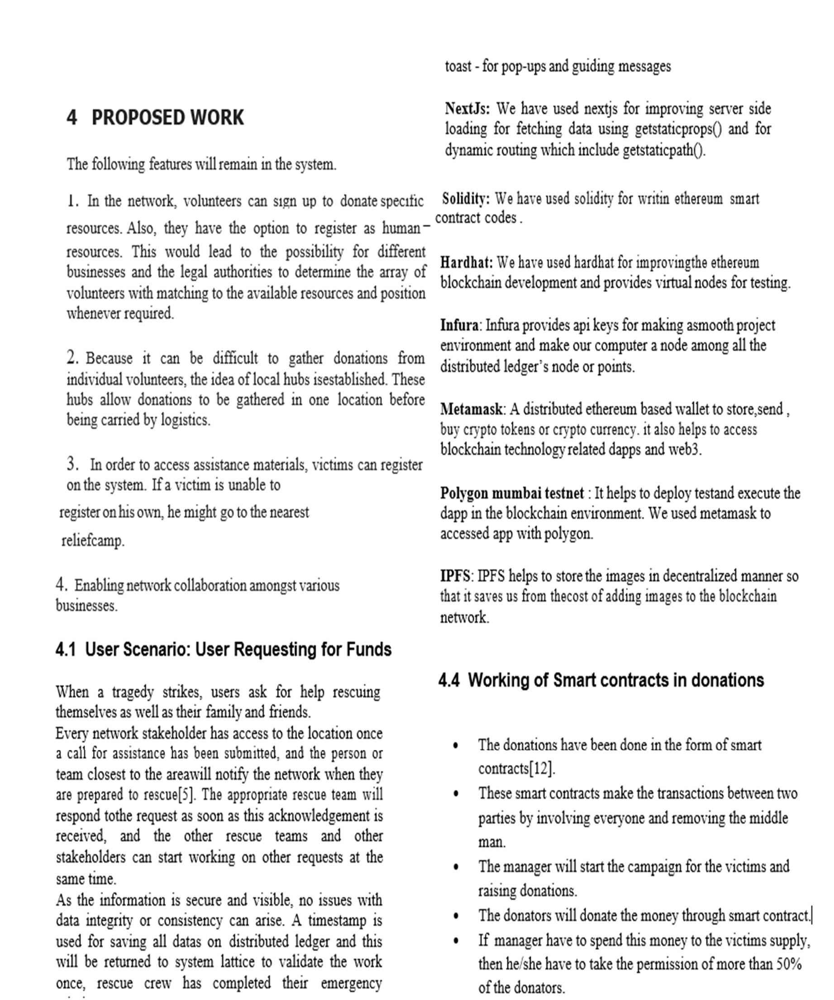 4 PROPOSED WORK
The following features will remain in the system.
1. In the network, volunteers can sign up to donate specific
resources. Also, they have the option to register as human–
resources. This would lead to the possibility for different
businesses and the legal authorities to determine the array of
volunteers with matching to the available resources and position
whenever required.
2. Because it can be difficult to gather donations from
individual volunteers, the idea of local hubs isestablished. These
hubs allow donations to be gathered in one location before
being carried by logistics.
3. In order to access assistance materials, victims can register
on the system. If a victim is unable to
register on his own, he might go to the nearest
reliefcamp.
4. Enabling network collaboration amongst various
businesses.
4.1 User Scenario: User Requesting for Funds
When a tragedy strikes, users ask for help rescuing
themselves as well as their family and friends.
Every network stakeholder has access to the location once
a call for assistance has been submitted, and the person or
team closest to the areawill notify the network when they
are prepared to rescue[5]. The appropriate rescue team will
respond tothe request as soon as this acknowledgement is
received, and the other rescue teams and other
stakeholders can start working on other requests at the
same time.
As the information is secure and visible, no issues with
data integrity or consistency can arise. A timestamp is
used for saving all datas on distributed ledger and this
will be returned to system lattice to validate the work
once, rescue crew has completed their emergency
toast - for pop-ups and guiding messages
NextJs: We have used nextjs for improving server side
loading for fetching data using getstaticprops() and for
dynamic routing which include getstaticpath().
Solidity: We have used solidity for writin ethereum smart
contract codes .
Hardhat: We have used hardhat for improvingthe ethereum
blockchain development and provides virtual nodes for testing.
Infura: Infura provides api keys for making asmooth project
environment and make our computer a node among all the
distributed ledger’s node or points.
Metamask: A distributed ethereum based wallet to store,send ,
buy crypto tokens or crypto currency. it also helps to access
blockchain technology related dapps and web3.
Polygon mumbai testnet : It helps to deploy testand execute the
dapp in the blockchain environment. We used metamask to
accessed app with polygon.
IPFS: IPFS helps to store the images in decentralized manner so
that it saves us from thecost of adding images to the blockchain
network.
4.4 Working of Smart contracts in donations
• The donations have been done in the form of smart
contracts[12].
• These smart contracts make the transactions between two
parties by involving everyone and removing the middle
man.
• The manager will start the campaign for the victims and
raising donations.
• The donators will donate the money through smart contract.
• If manager have to spend this money to the victims supply,
then he/she have to take the permission of more than 50%
of the donators.